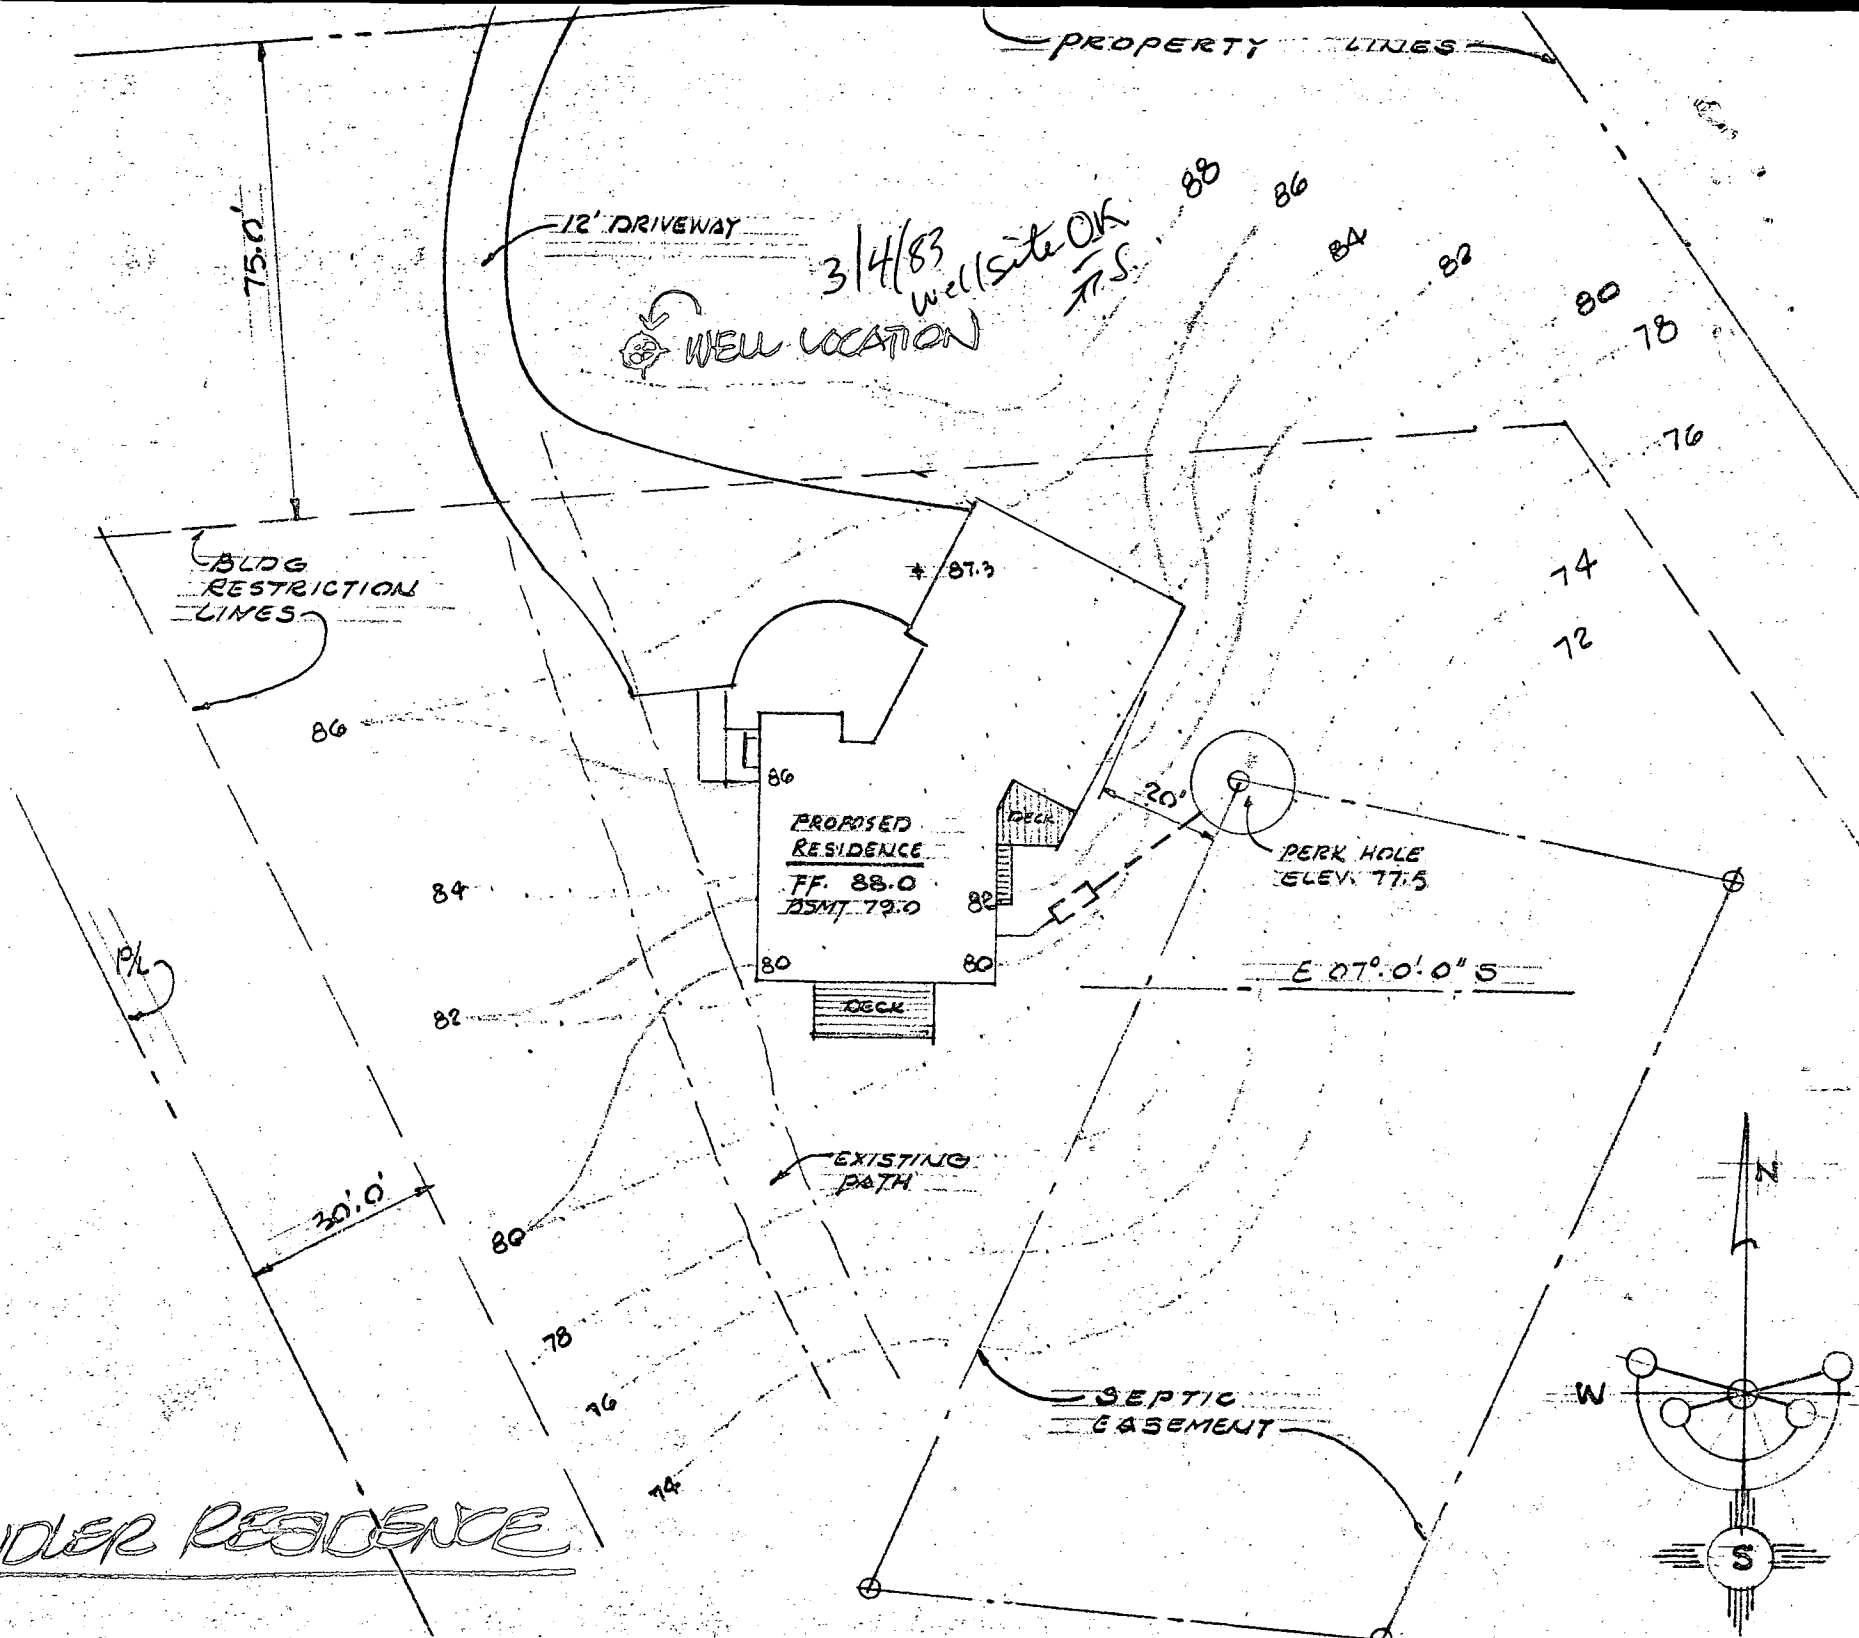 PROPERTY LINES
75.0'
12' DRIVEWAY
3/4/83
well site OK
WELL LOCATION
88
86
84
82
80
78
76
74
72
BLDG
RESTRICTION
LINES
87.3
86
86
PROPOSED
RESIDENCE
FF. 88.0
BSMT 79.0
DECK
20'
PERK HOLE
ELEV. 77.5
84
82
80
80
P/L
82
DECK
E 07°.0'.0" S
EXISTING
PATH
30'.0'
80
N
78
76
74
SEPTIC
EASEMENT
W
S
DLER RESIDENCE